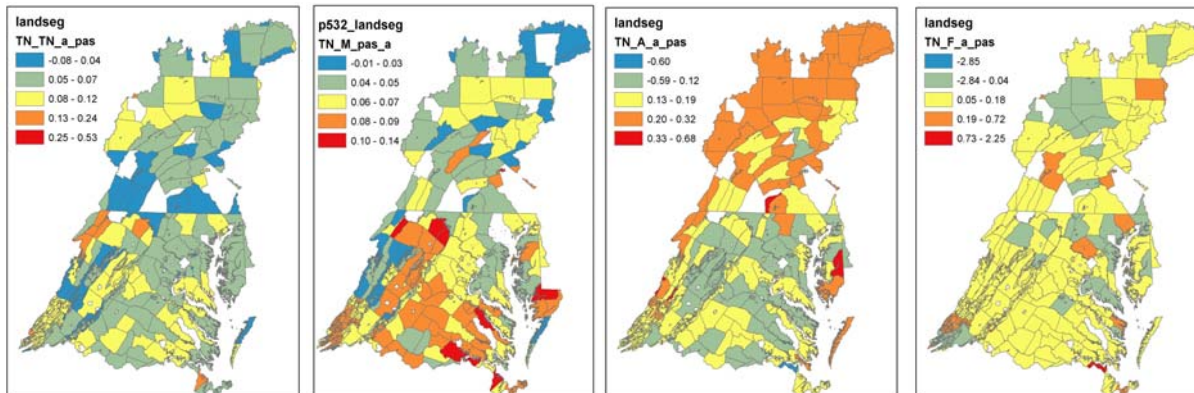 landseg
TN_TN_a_pas
-0.08 - 0.04
0.05 - 0.07
0.08 - 0.12
0.13 - 0.24
0.25 - 0.53
p532_landseg
TN_M_pas_a
-0.01 - 0.03
0.04 - 0.05
0.06 - 0.07
0.08 - 0.09
0.10 - 0.14
landseg
TN_A_a_pas
-0.60
-0.59 - 0.12
0.13 - 0.19
0.20 - 0.32
0.33 - 0.68
landseg
TN_F_a_pas
-2.85
-2.84 - 0.04
0.05 - 0.18
0.19 - 0.72
0.73 - 2.25